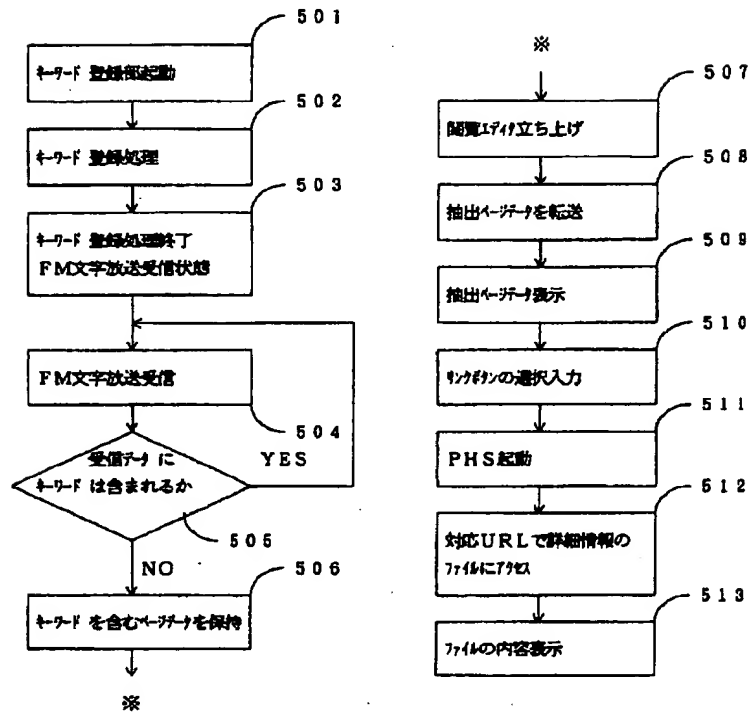 501
キーワード 登録部起動
502
キーワード 登録処理
503
キーワード 登録処理終了
FM文字放送受信状態
FM文字放送受信
504
受信データ に
キーワード は含まれるか
YES
505
NO
506
キーワード を含むページデータを保持
※
※
507
閲覧エディタ立ち上げ
508
抽出ページデータを転送
509
抽出ページデータ表示
510
リンクボタンの選択入力
511
PHS起動
512
対応URLで詳細情報の
ファイルにアクセス
513
ファイルの内容表示